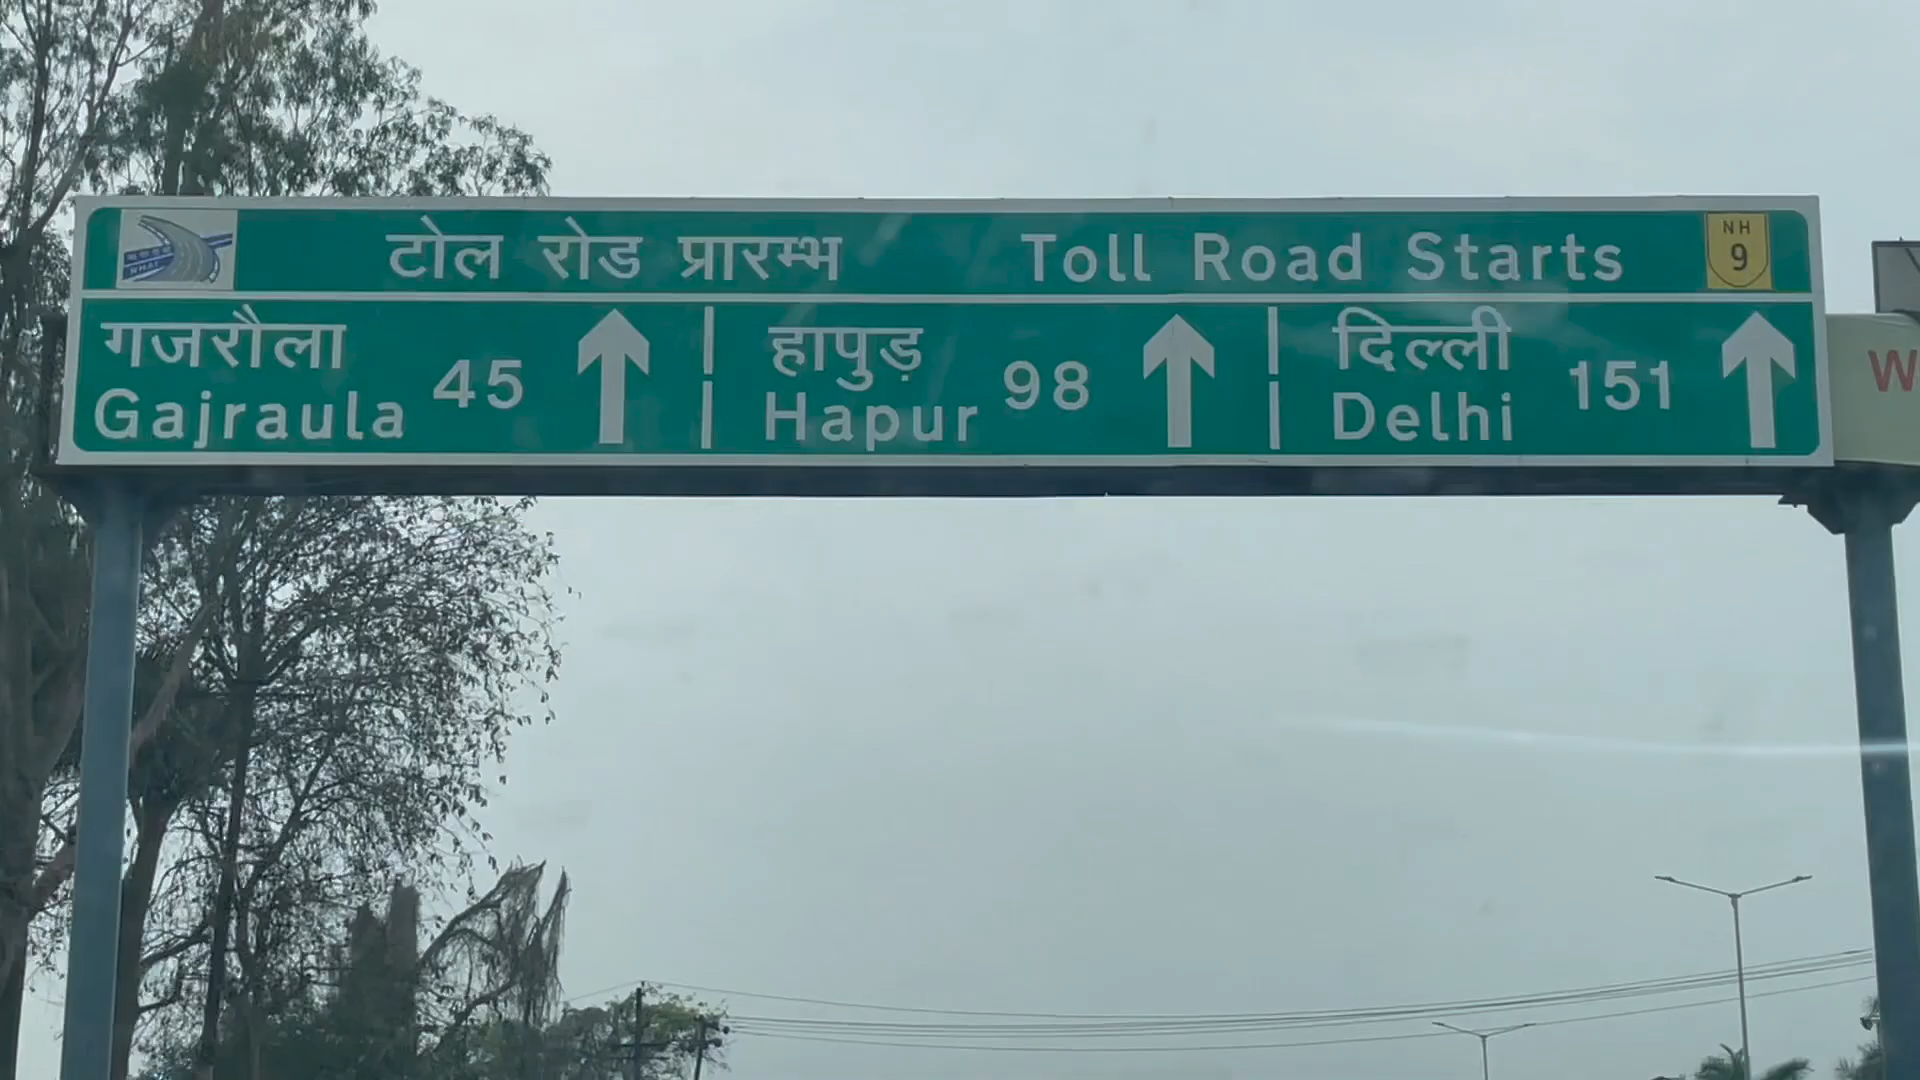 टोल रोड प्रारम्भ Toll Road Starts NH 9
गजरौला 45
Gajraula
हापुड़ 98
Hapur
दिल्ली 151
Delhi
W